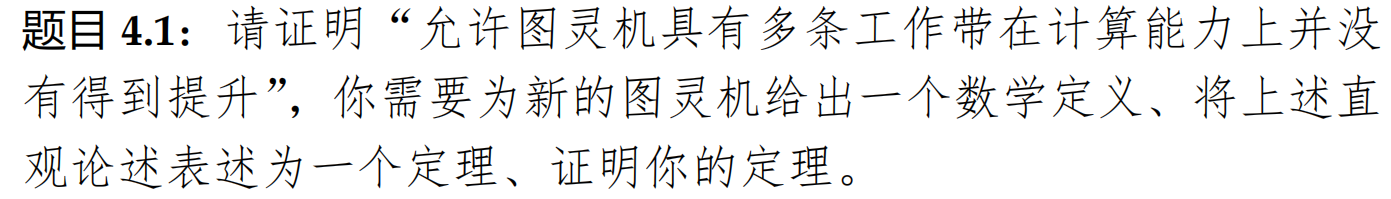 题目 4.1: 请证明“允许图灵机具有多条工作带在计算能力上并没
有得到提升”,你需要为新的图灵机给出一个数学定义、将上述直
观论述表述为一个定理、证明你的定理。